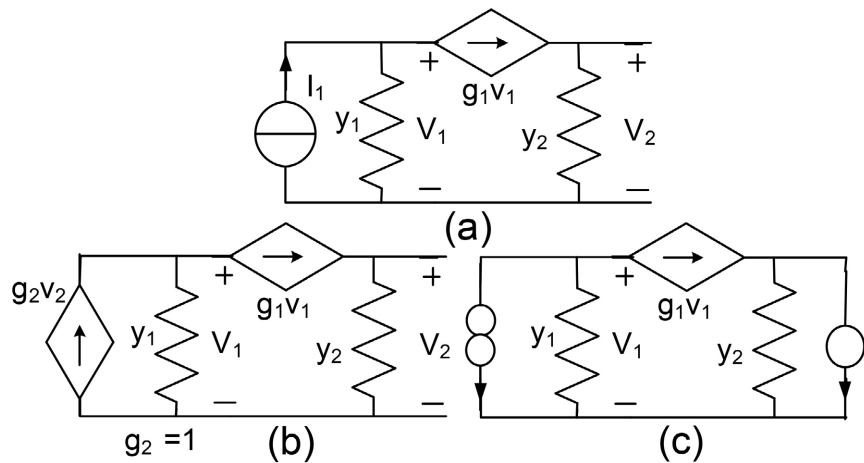 I₁
y₁
+
V₁
−
g₁v₁
y₂
+
V₂
−
(a)
g₂v₂
y₁
+
V₁
−
g₁v₁
y₂
+
V₂
−
g₂ =1
(b)
y₁
+
V₁
−
g₁v₁
y₂
(c)